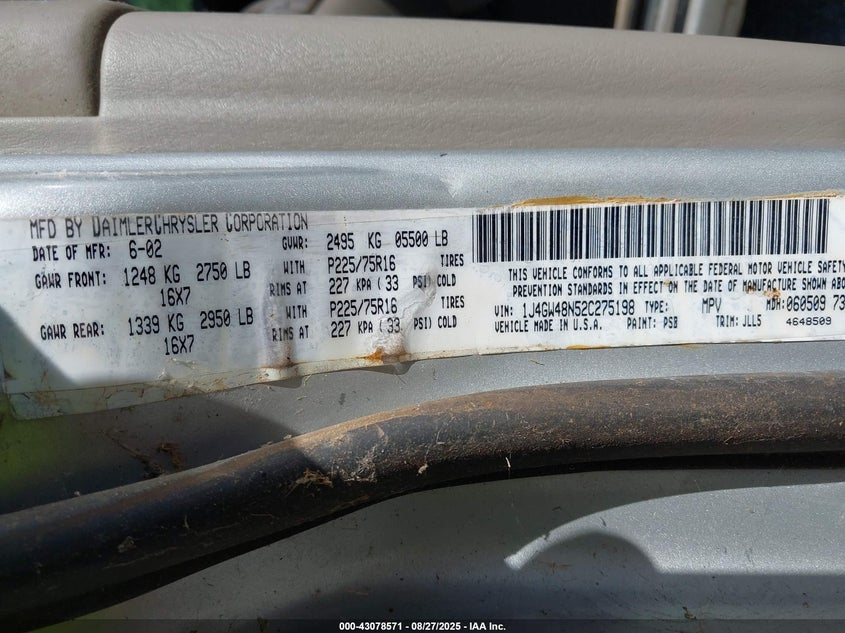 MFD BY DAIMLERCHRYSLER CORPORATION
DATE OF MFR: 6-02 GVWR: 2495 KG 05500 LB
GAWR FRONT: 1248 KG 2750 LB WITH P225/75R16 TIRES
16X7 RIMS AT 227 KPA ( 33 PSI) COLD
GAWR REAR: 1339 KG 2950 LB WITH P225/75R16 TIRES
16X7 RIMS AT 227 KPA ( 33 PSI) COLD
THIS VEHICLE CONFORMS TO ALL APPLICABLE FEDERAL MOTOR VEHICLE SAFETY
PREVENTION STANDARDS IN EFFECT ON THE DATE OF MANUFACTURE SHOWN ABO
VIN: 1J4GW48N52C275198 TYPE: MPV MDH: 060509 73
VEHICLE MADE IN U.S.A. PAINT: PSB TRIM: JLL5 4648509
000-43078571 | 08/27/2025 - IAA Inc.